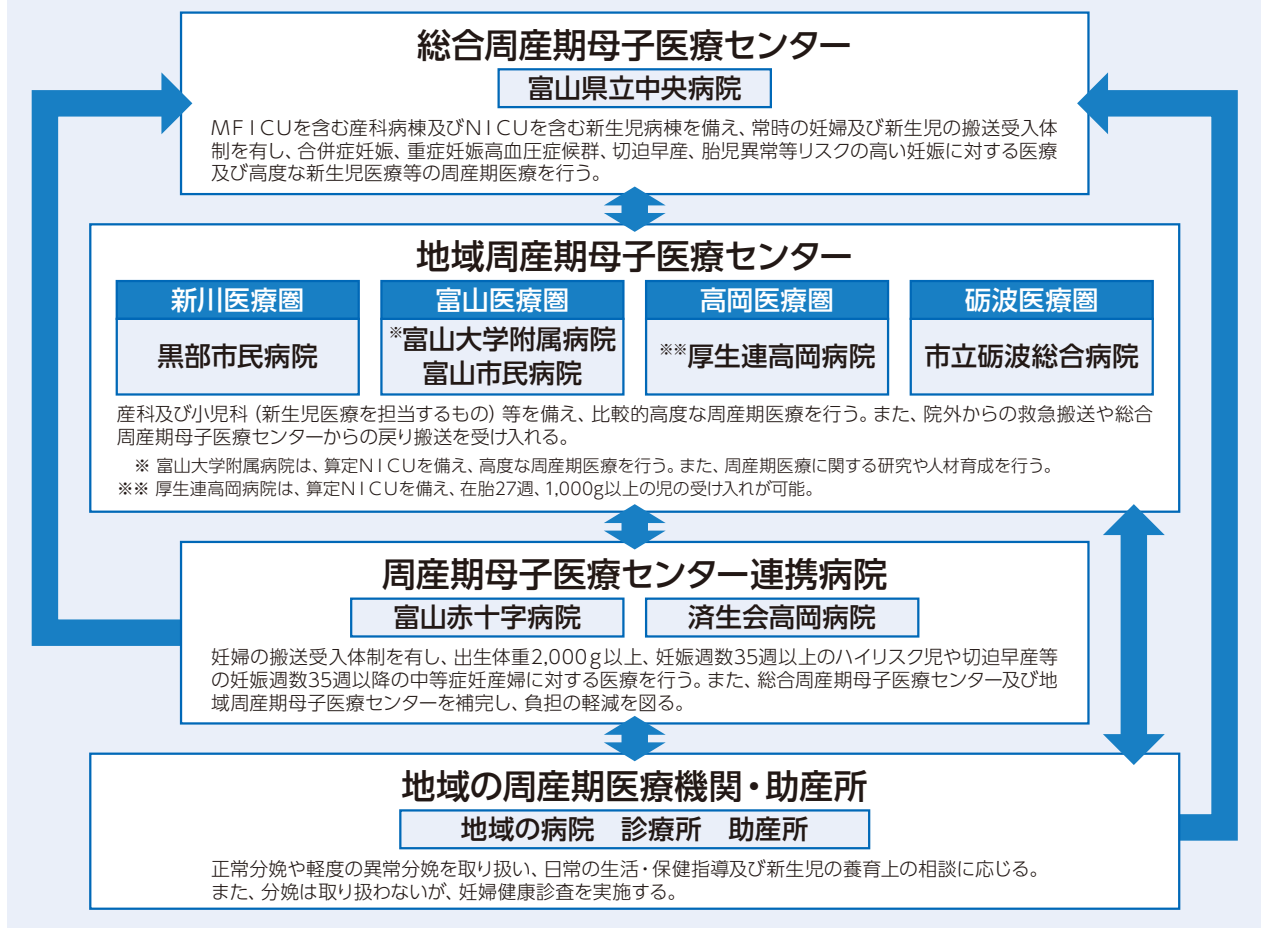 総合周産期母子医療センター
富山県立中央病院
MFICUを含む産科病棟及びNICUを含む新生児病棟を備え、常時の妊婦及び新生児の搬送受入体
制を有し、合併症妊娠、重症妊娠高血圧症候群、切迫早産、胎児異常等リスクの高い妊娠に対する医療
及び高度な新生児医療等の周産期医療を行う。
地域周産期母子医療センター
新川医療圏
黒部市民病院
富山医療圏
※富山大学附属病院
富山市民病院
高岡医療圏
※※厚生連高岡病院
砺波医療圏
市立砺波総合病院
産科及び小児科（新生児医療を担当するもの）等を備え、比較的高度な周産期医療を行う。また、院外からの救急搬送や総合
周産期母子医療センターからの戻り搬送を受け入れる。
※ 富山大学附属病院は、算定NICUを備え、高度な周産期医療を行う。また、周産期医療に関する研究や人材育成を行う。
※※ 厚生連高岡病院は、算定NICUを備え、在胎27週、1,000g以上の児の受け入れが可能。
周産期母子医療センター連携病院
富山赤十字病院
済生会高岡病院
妊婦の搬送受入体制を有し、出生体重2,000g以上、妊娠週数35週以上のハイリスク児や切迫早産等
の妊娠週数35週以降の中等症妊産婦に対する医療を行う。また、総合周産期母子医療センター及び地
域周産期母子医療センターを補完し、負担の軽減を図る。
地域の周産期医療機関・助産所
地域の病院 診療所 助産所
正常分娩や軽度の異常分娩を取り扱い、日常の生活・保健指導及び新生児の養育上の相談に応じる。
また、分娩は取り扱わないが、妊婦健康診査を実施する。